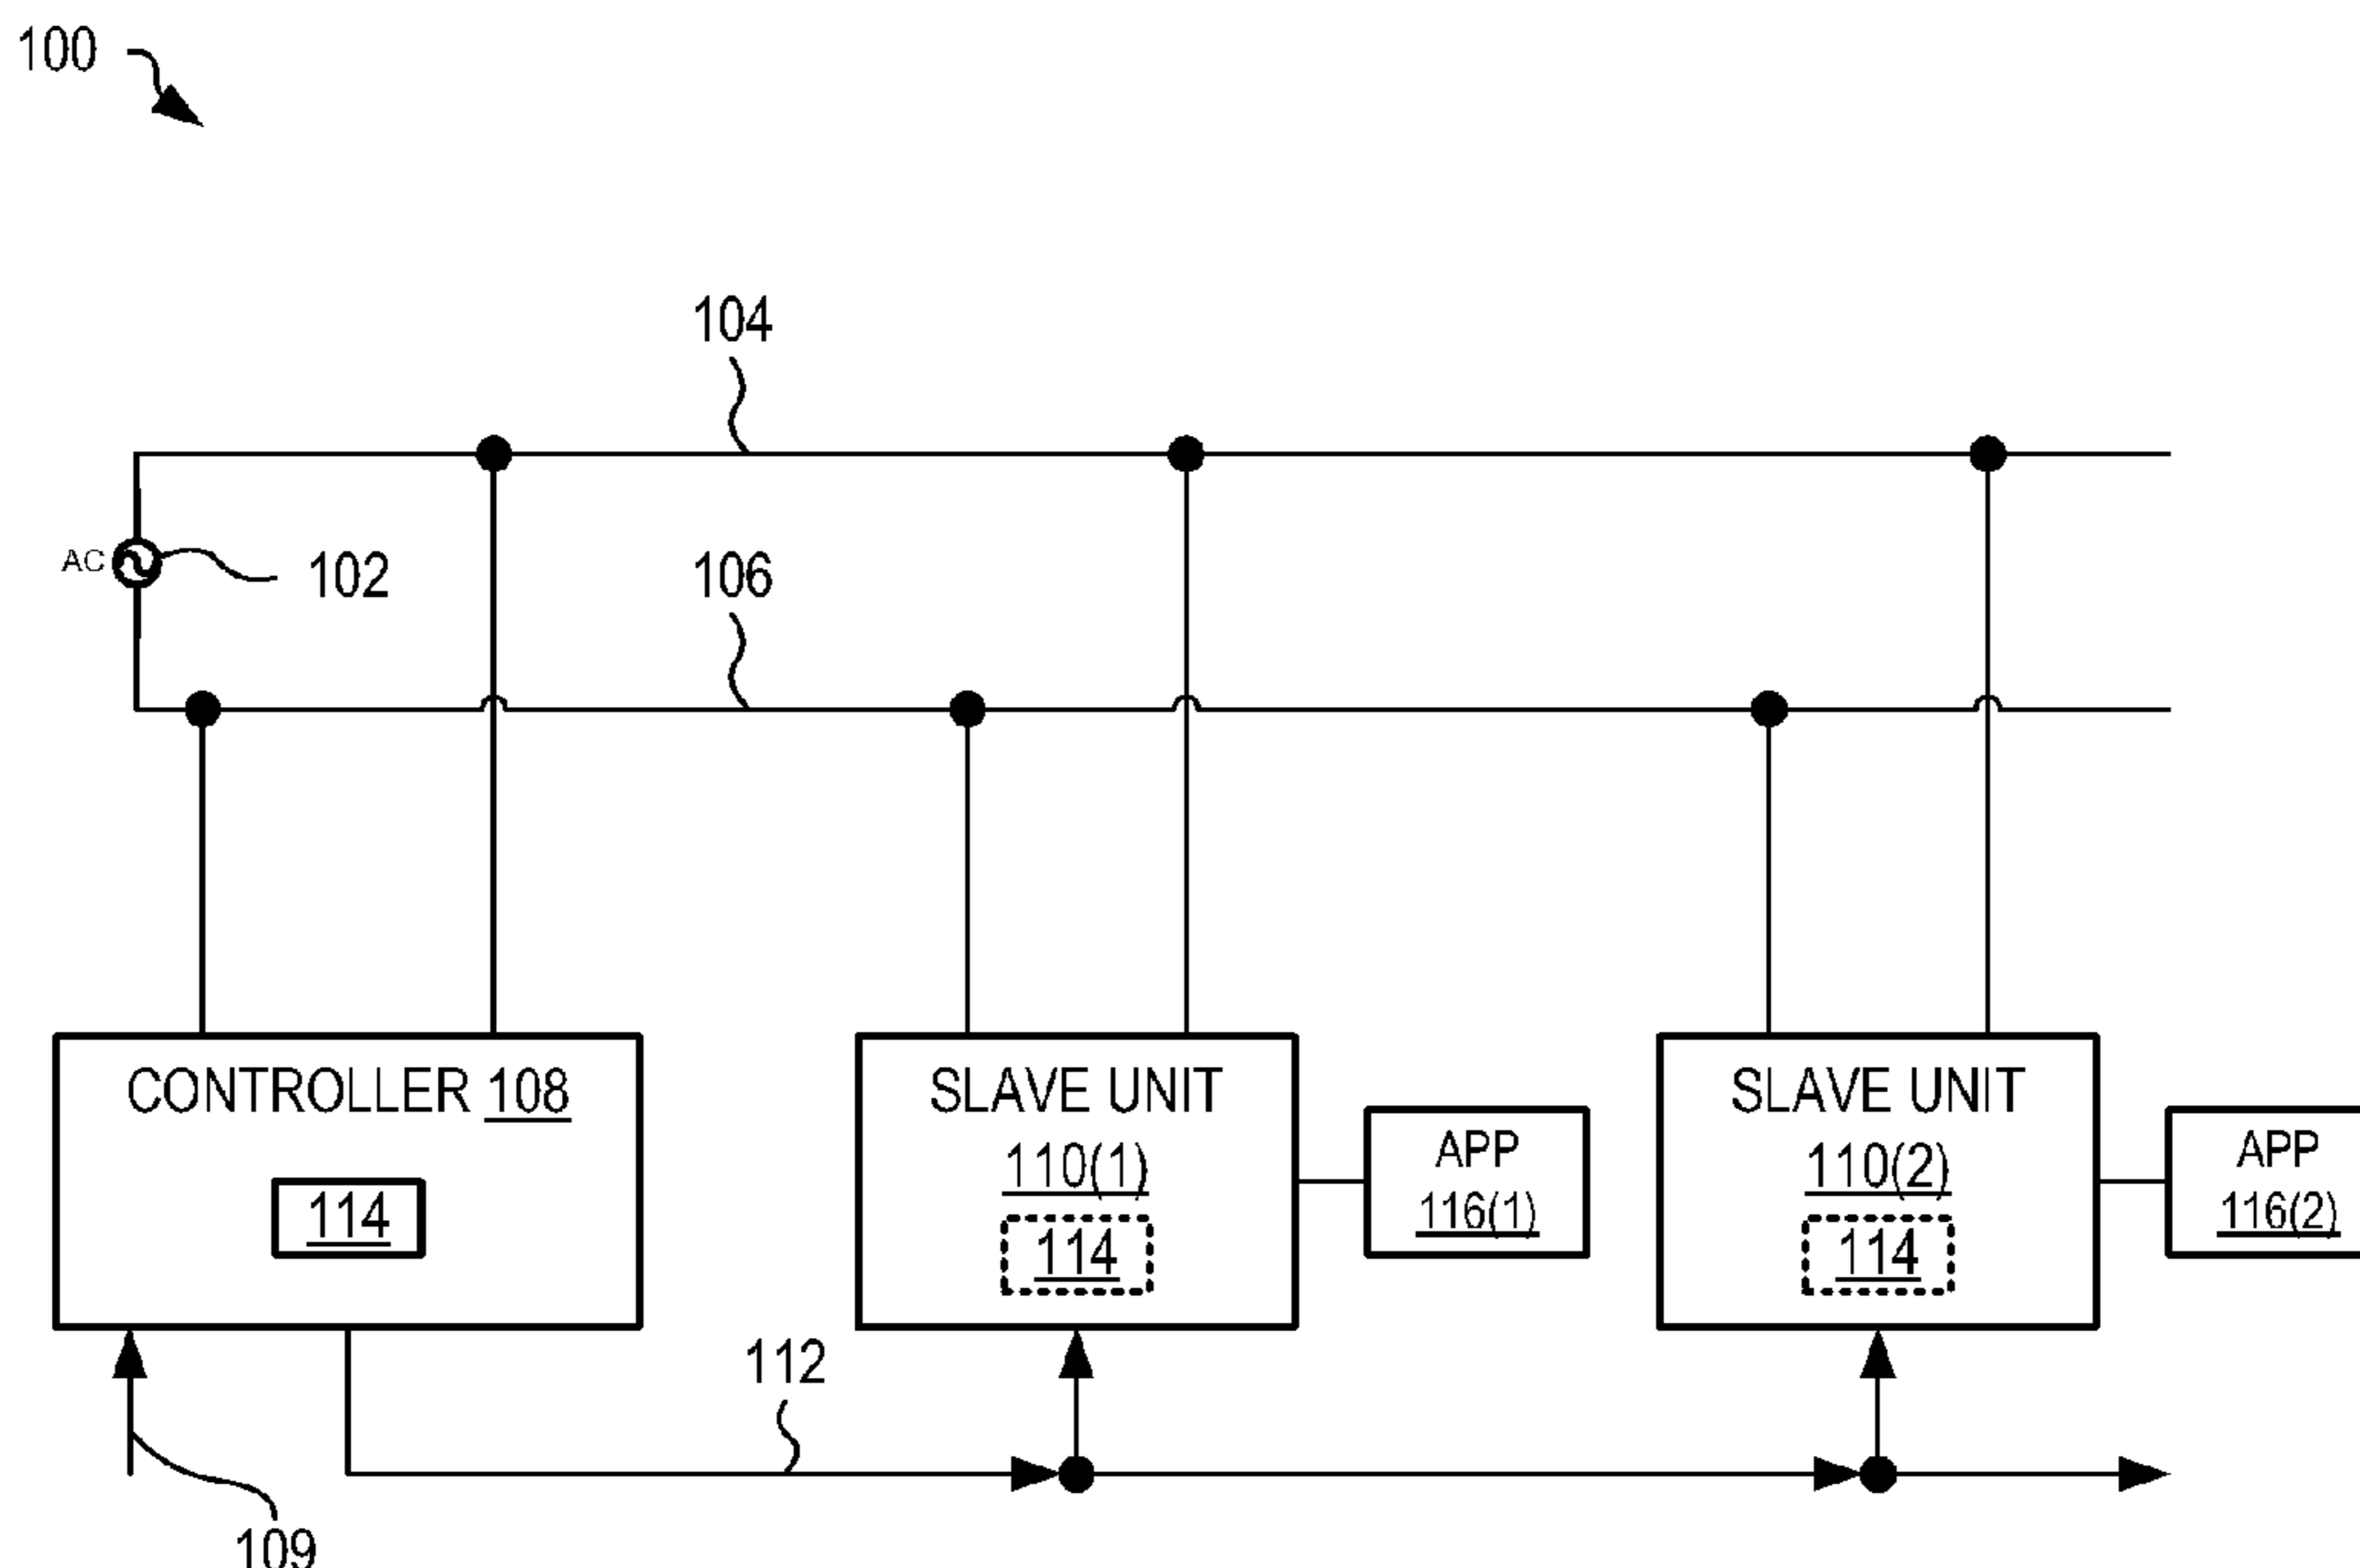 100
104
AC
102
106
CONTROLLER 108
114
SLAVE UNIT
110(1)
114
APP
116(1)
SLAVE UNIT
110(2)
114
APP
116(2)
112
109